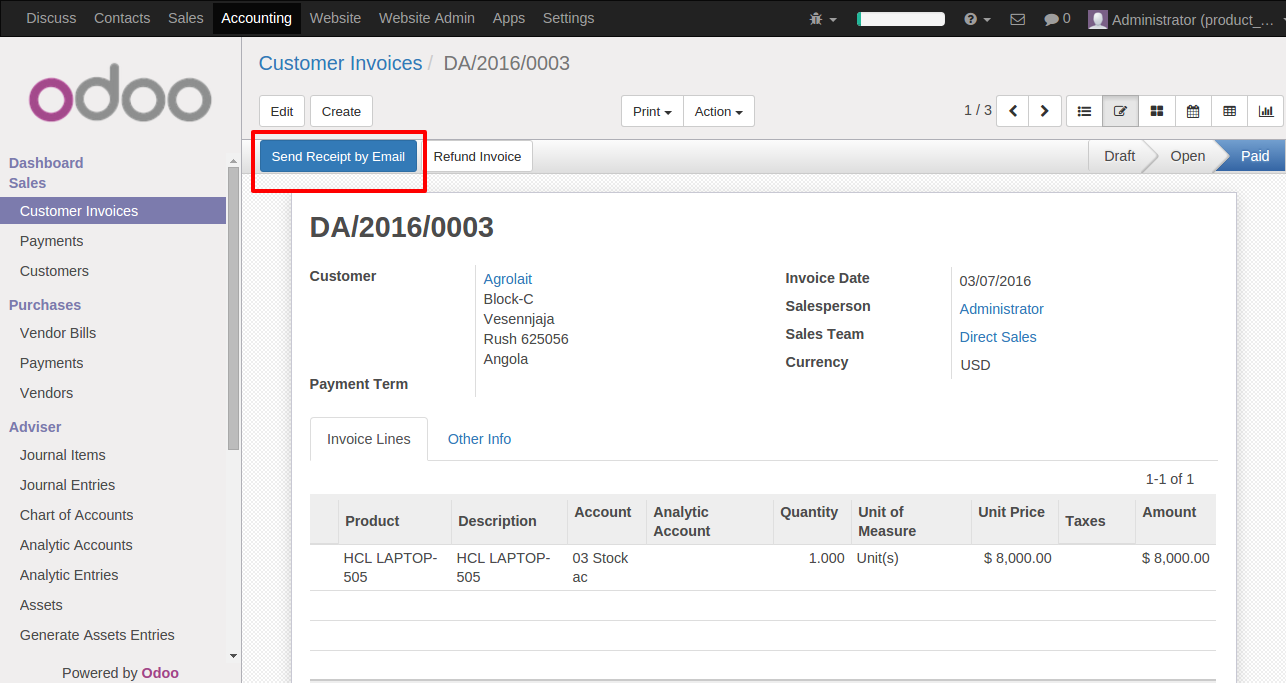 Discuss Contacts Sales Accounting Website Website Admin Apps Settings 0 Administrator (product_...
odoo
Customer Invoices / DA/2016/0003
Edit Create Print Action 1 / 3
Send Receipt by Email Refund Invoice Draft Open Paid
Dashboard
Sales
Customer Invoices
Payments
Customers
Purchases
Vendor Bills
Payments
Vendors
Adviser
Journal Items
Journal Entries
Chart of Accounts
Analytic Accounts
Analytic Entries
Assets
Generate Assets Entries
Powered by Odoo
DA/2016/0003
Customer
Agrolait
Block-C
Vesennjaja
Rush 625056
Angola
Payment Term
Invoice Date 03/07/2016
Salesperson Administrator
Sales Team Direct Sales
Currency USD
Invoice Lines Other Info
1-1 of 1
Product Description Account Analytic Account Quantity Unit of Measure Unit Price Taxes Amount
HCL LAPTOP- HCL LAPTOP- 03 Stock 1.000 Unit(s) $ 8,000.00 $ 8,000.00
505 505 ac